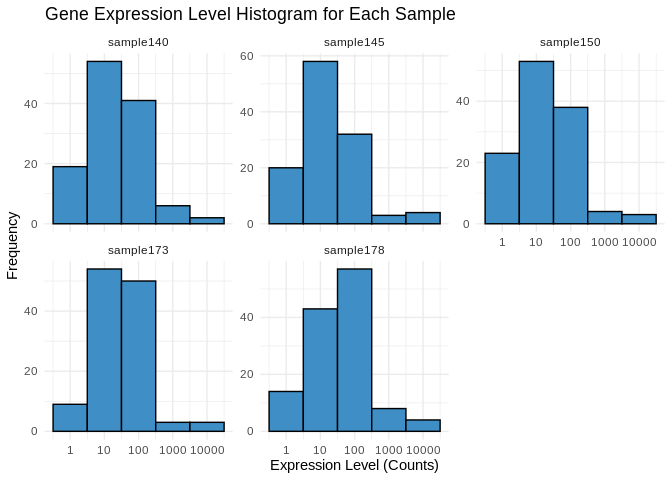 Gene Expression Level Histogram for Each Sample
sample140 sample145 sample150
60
40 40 40
20 20 20
0 0 0
1 10 100 1000 10000
sample173 sample178
40 40
20 20
0 0
1 10 100 1000 10000 1 10 100 1000 10000
Frequency
Expression Level (Counts)